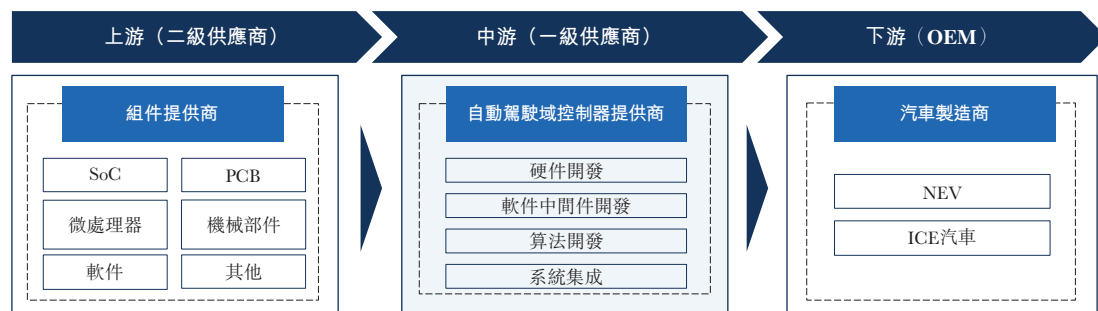 上游（二級供應商）
中游（一級供應商）
下游（OEM）
組件提供商
SoC
PCB
微處理器
機械部件
軟件
其他
自動駕駛域控制器提供商
硬件開發
軟件中間件開發
算法開發
系統集成
汽車製造商
NEV
ICE汽車